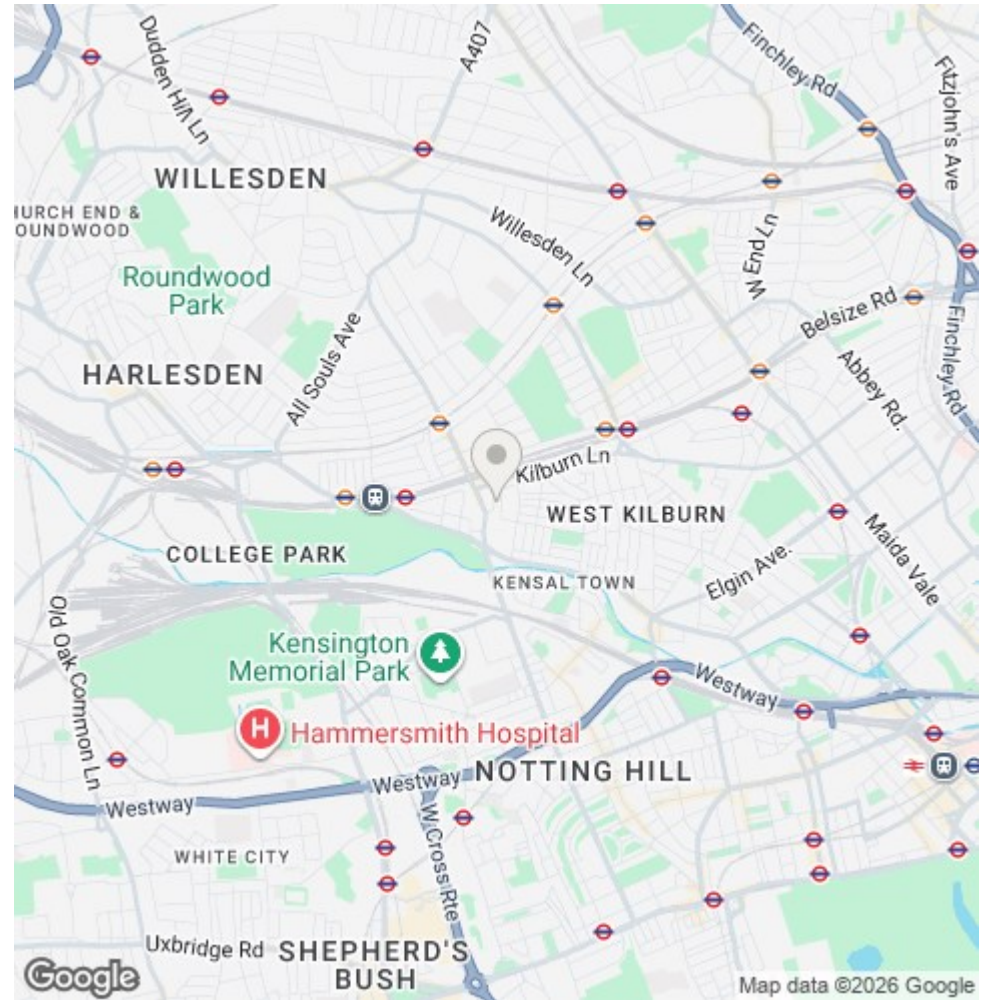 Dudden Hill Ln
A407
Finchley Rd
Fitzjohn's Ave
WILLESDEN
HURCH END &
OUNDWOOD
Willesden Ln
W End Ln
Roundwood
Park
All Souls Ave
Belsize Rd
Finchley Rd
HARLESDEN
Abbey Rd.
Kilburn Ln
WEST KILBURN
Maida Vale
COLLEGE PARK
Elgin Ave.
KENSAL TOWN
Old Oak Common Ln
Kensington
Memorial Park
Westway
H
Hammersmith Hospital
NOTTING HILL
Westway
Westway
W Cross Rte
WHITE CITY
Uxbridge Rd
SHEPHERD'S
BUSH
Google
Map data ©2026 Google